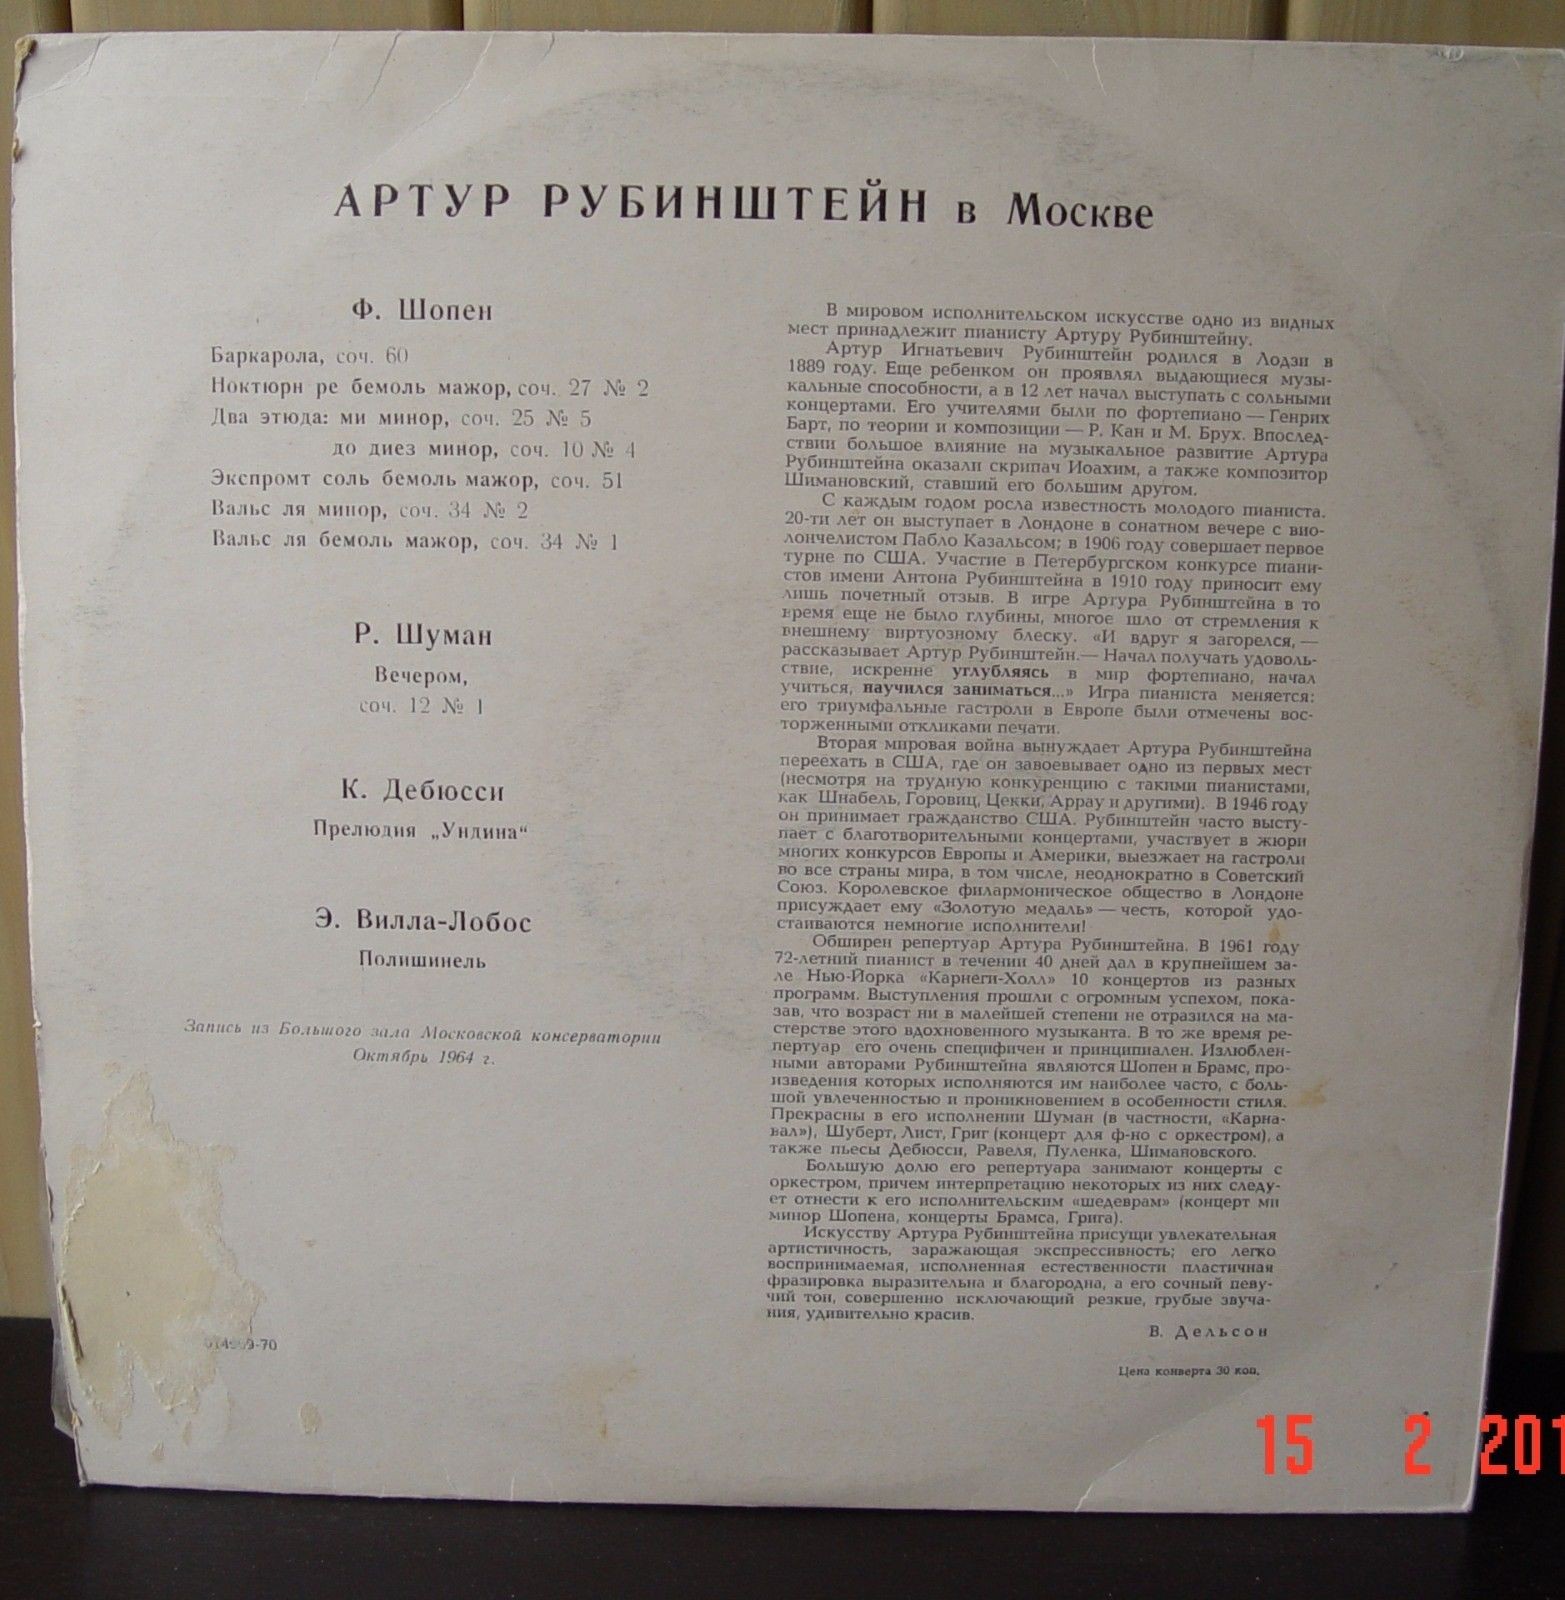 АРТУР РУБИНШТЕЙН в Москве
Ф. Шопен
Баркарола, соч. 60
Ноктюрн ре бемоль мажор, соч. 27 № 2
Два этюда: ми минор, соч. 25 № 5
до диез минор, соч. 10 № 4
Экспромт соль бемоль мажор, соч. 51
Вальс ля минор, соч. 34 № 2
Вальс ля бемоль мажор, соч. 34 № 1
Р. Шуман
Вечером,
соч. 12 № 1
К. Дебюсси
Прелюдия „Ундина“
Э. Вилла-Лобос
Полишинель
Запись из Большого зала Московской консерватории
Октябрь 1964 г.
В мировом исполнительском искусстве одно из видных
мест принадлежит пианисту Артуру Рубинштейну.
Артур Игнатьевич Рубинштейн родился в Лодзи в
1889 году. Еще ребенком он проявлял выдающиеся музы-
кальные способности, а в 12 лет начал выступать с сольными
концертами. Его учителями были по фортепиано — Генрих
Барт, по теории и композиции — Р. Кан и М. Брух. Впослед-
ствии большое влияние на музыкальное развитие Артура
Рубинштейна оказали скрипач Иоахим, а также композитор
Шимановский, ставший его большим другом.
С каждым годом росла известность молодого пианиста.
20-ти лет он выступает в Лондоне в сонатном вечере с вио-
лончелистом Пабло Казальсом; в 1906 году совершает первое
турне по США. Участие в Петербургском конкурсе пиани-
стов имени Антона Рубинштейна в 1910 году приносит ему
лишь почетный отзыв. В игре Артура Рубинштейна в то
время еще не было глубины, многое шло от стремления к
внешнему виртуозному блеску. «И вдруг я загорелся, —
рассказывает Артур Рубинштейн.— Начал получать удоволь-
ствие, искренне углубляясь в мир фортепиано, начал
учиться, научился заниматься...» Игра пианиста меняется:
его триумфальные гастроли в Европе были отмечены вос-
торженными откликами печати.
Вторая мировая война вынуждает Артура Рубинштейна
переехать в США, где он завоевывает одно из первых мест
(несмотря на трудную конкуренцию с такими пианистами,
как Шнабель, Горовиц, Цекки, Аррау и другими). В 1946 году
он принимает гражданство США. Рубинштейн часто высту-
пает с благотворительными концертами, участвует в жюри
многих конкурсов Европы и Америки, выезжает на гастроли
во все страны мира, в том числе, неоднократно в Советский
Союз. Королевское филармоническое общество в Лондоне
присуждает ему «Золотую медаль» — честь, которой удо-
стаиваются немногие исполнители!
Обширен репертуар Артура Рубинштейна. В 1961 году
72-летний пианист в течении 40 дней дал в крупнейшем за-
ле Нью-Йорка «Карнеги-Холл» 10 концертов из разных
программ. Выступления прошли с огромным успехом, пока-
зав, что возраст ни в малейшей степени не отразился на ма-
стерстве этого вдохновенного музыканта. В то же время ре-
пертуар его очень специфичен и принципиален. Излюблен-
ными авторами Рубинштейна являются Шопен и Брамс, про-
изведения которых исполняются им наиболее часто, с боль-
шой увлеченностью и проникновением в особенности стиля.
Прекрасны в его исполнении Шуман (в частности, «Карна-
вал»), Шуберт, Лист, Григ (концерт для ф-но с оркестром), а
также пьесы Дебюсси, Равеля, Пуленка, Шимановского.
Большую долю его репертуара занимают концерты с
оркестром, причем интерпретацию некоторых из них следу-
ет отнести к его исполнительским «шедеврам» (концерт ми
минор Шопена, концерты Брамса, Грига).
Искусству Артура Рубинштейна присущи увлекательная
артистичность, заражающая экспрессивность; его легко
воспринимаемая, исполненная естественности пластичная
фразировка выразительна и благородна, а его сочный певу-
чий тон, совершенно исключающий резкие, грубые звуча-
ния, удивительно красив.
В. Дельсон
Цена конверта 30 коп.
15 2 201